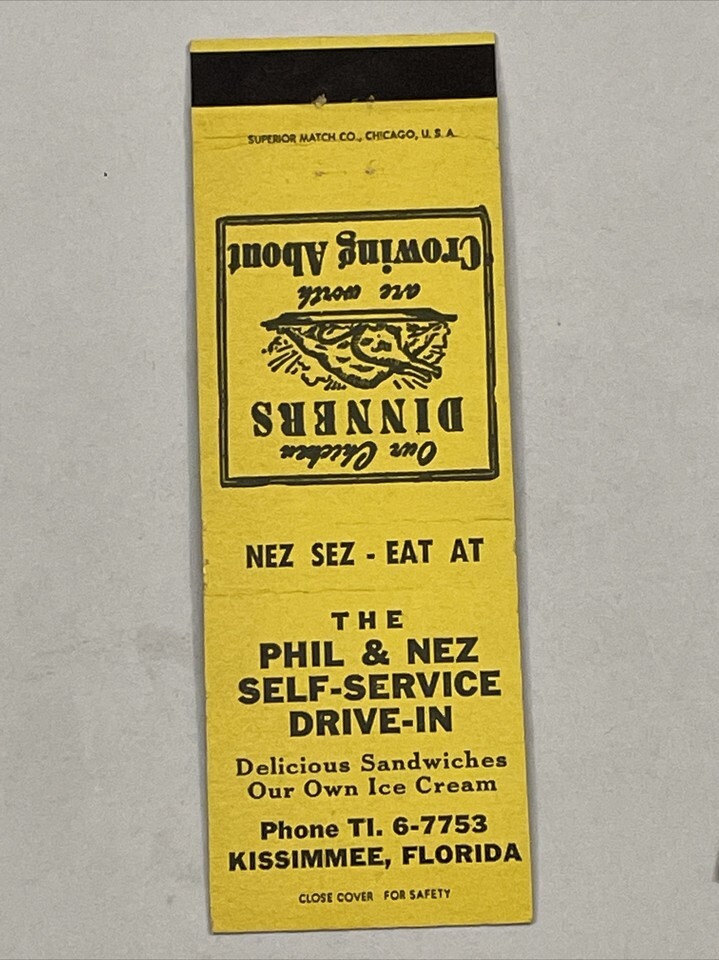 SUPERIOR MATCH CO., CHICAGO, U. S. A.
Our Chicken
DINNERS
are worth
Crowing About
NEZ SEZ - EAT AT
THE
PHIL & NEZ
SELF-SERVICE
DRIVE-IN
Delicious Sandwiches
Our Own Ice Cream
Phone TI. 6-7753
KISSIMMEE, FLORIDA
CLOSE COVER FOR SAFETY